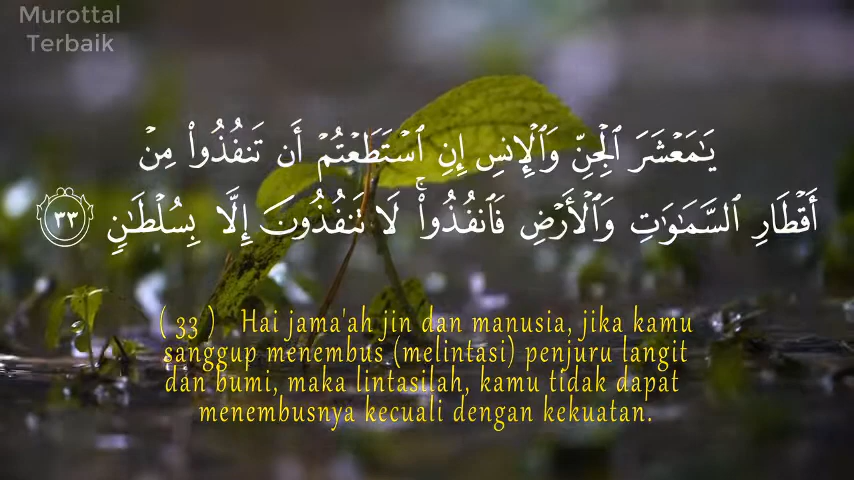 Murottal
Terbaik
يَـٰمَعْشَرَ ٱلْجِنِّ وَٱلْإِنسِ إِنِ ٱسْتَطَعْتُمْ أَن تَنفُذُوا۟ مِنْ
أَقْطَارِ ٱلسَّمَـٰوَٰتِ وَٱلْأَرْضِ فَٱنفُذُوا۟ ۚ لَا تَنفُذُونَ إِلَّا بِسُلْطَـٰنٍ ٣٣
( 33 ) Hai jama'ah jin dan manusia, jika kamu
sanggup menembus (melintasi) penjuru langit
dan bumi, maka lintasilah, kamu tidak dapat
menembusnya kecuali dengan kekuatan.